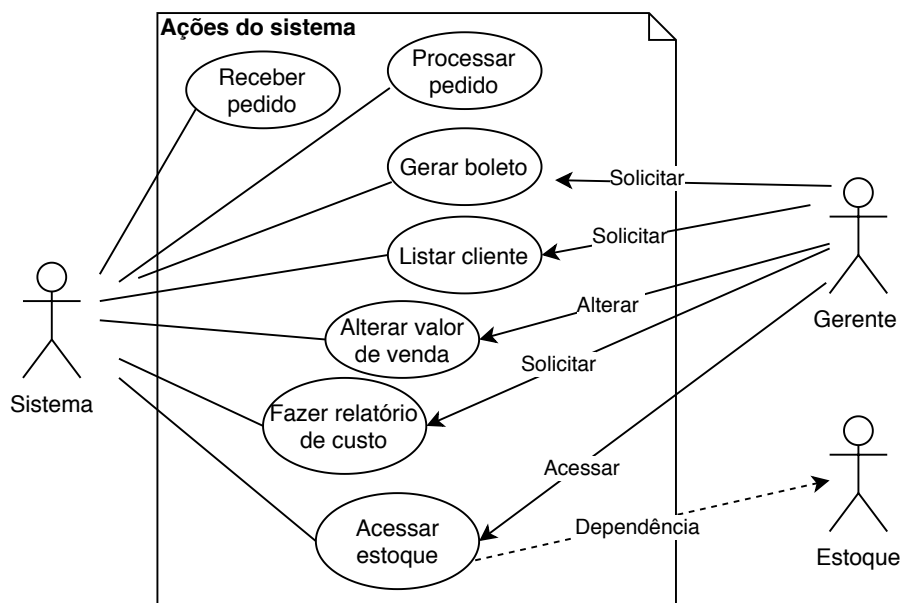 Ações do sistema
Receber
pedido
Processar
pedido
Gerar boleto
Solicitar
Listar cliente
Solicitar
Alterar valor
de venda
Alterar
Gerente
Sistema
Fazer relatório
de custo
Solicitar
Acessar
Acessar
estoque
Dependência
Estoque